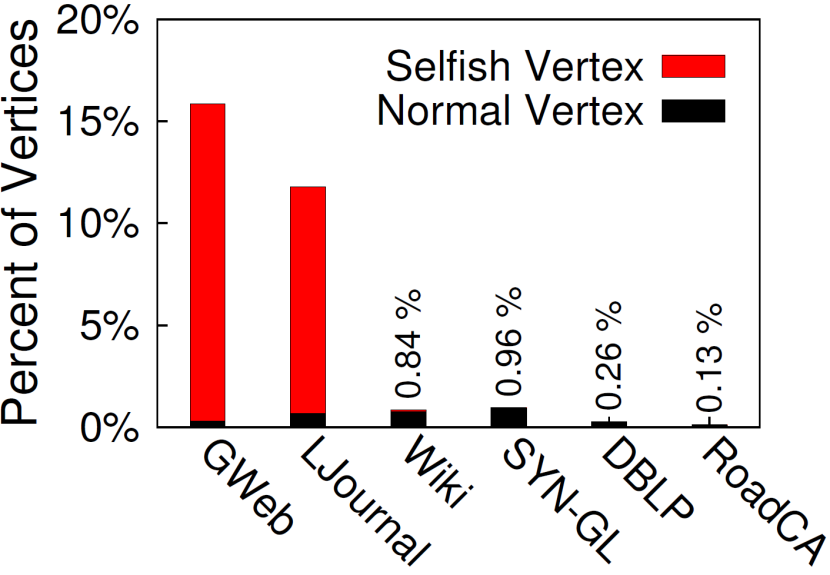 Percent of Vertices
20%
15%
10%
5%
0%
Selfish Vertex
Normal Vertex
0.84 %
0.96 %
0.26 %
0.13 %
GWeb
LJournal
Wiki
SYN-GL
DBLP
RoadCA